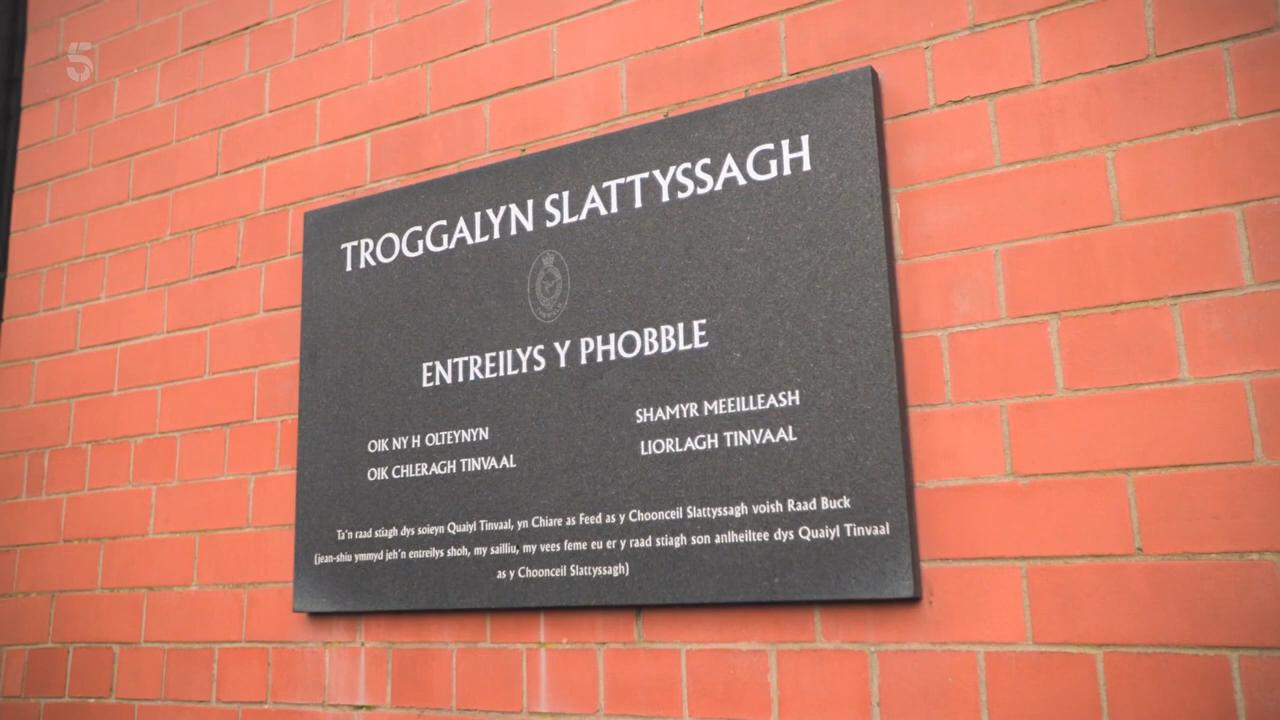 5
TROGGALYN SLATTYSSAGH
ENTREILYS Y PHOBBLE
OIK NY H OLTEYNYN
OIK CHLERAGH TINVAAL
SHAMYR MEEILLEASH
LIORLAGH TINVAAL
Ta'n raad stiagh dys soieyn Quaiyl Tinvaal, yn Chiare as Feed as y Choonceil Slattyssagh voish Raad Buck
(jean-shiu ymmyd jeh'n entreilys shoh, my sailliu, my vees feme eu er y raad stiagh son anlheiltee dys Quaiyl Tinvaal
as y Choonceil Slattyssagh)